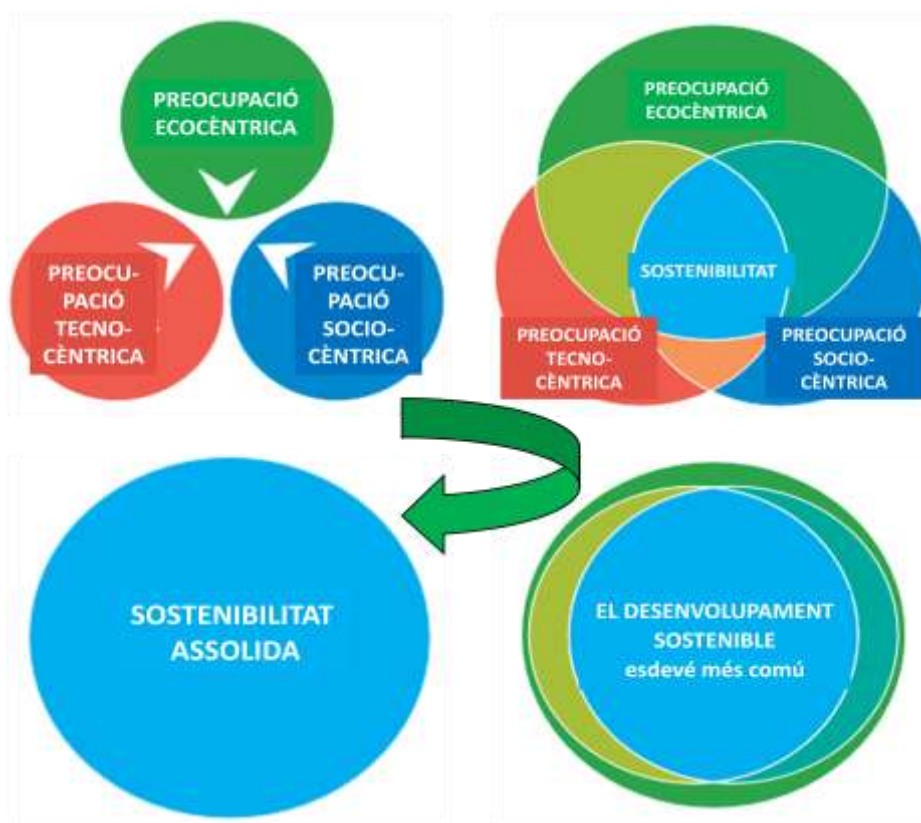 PREOCUPACIÓ
ECOCÈNTRICA
PREOCU-
PACIÓ
TECNO-
CÈNTRICA
PREOCU-
PACIÓ
SOCIO-
CÈNTRICA
PREOCUPACIÓ
ECOCÈNTRICA
SOSTENIBILITAT
PREOCUPACIÓ
TECNO-
CÈNTRICA
PREOCUPACIÓ
SOCIO-
CÈNTRICA
SOSTENIBILITAT
ASSOLIDA
EL DESENVOLUPAMENT
SOSTENIBLE
esdevé més comú